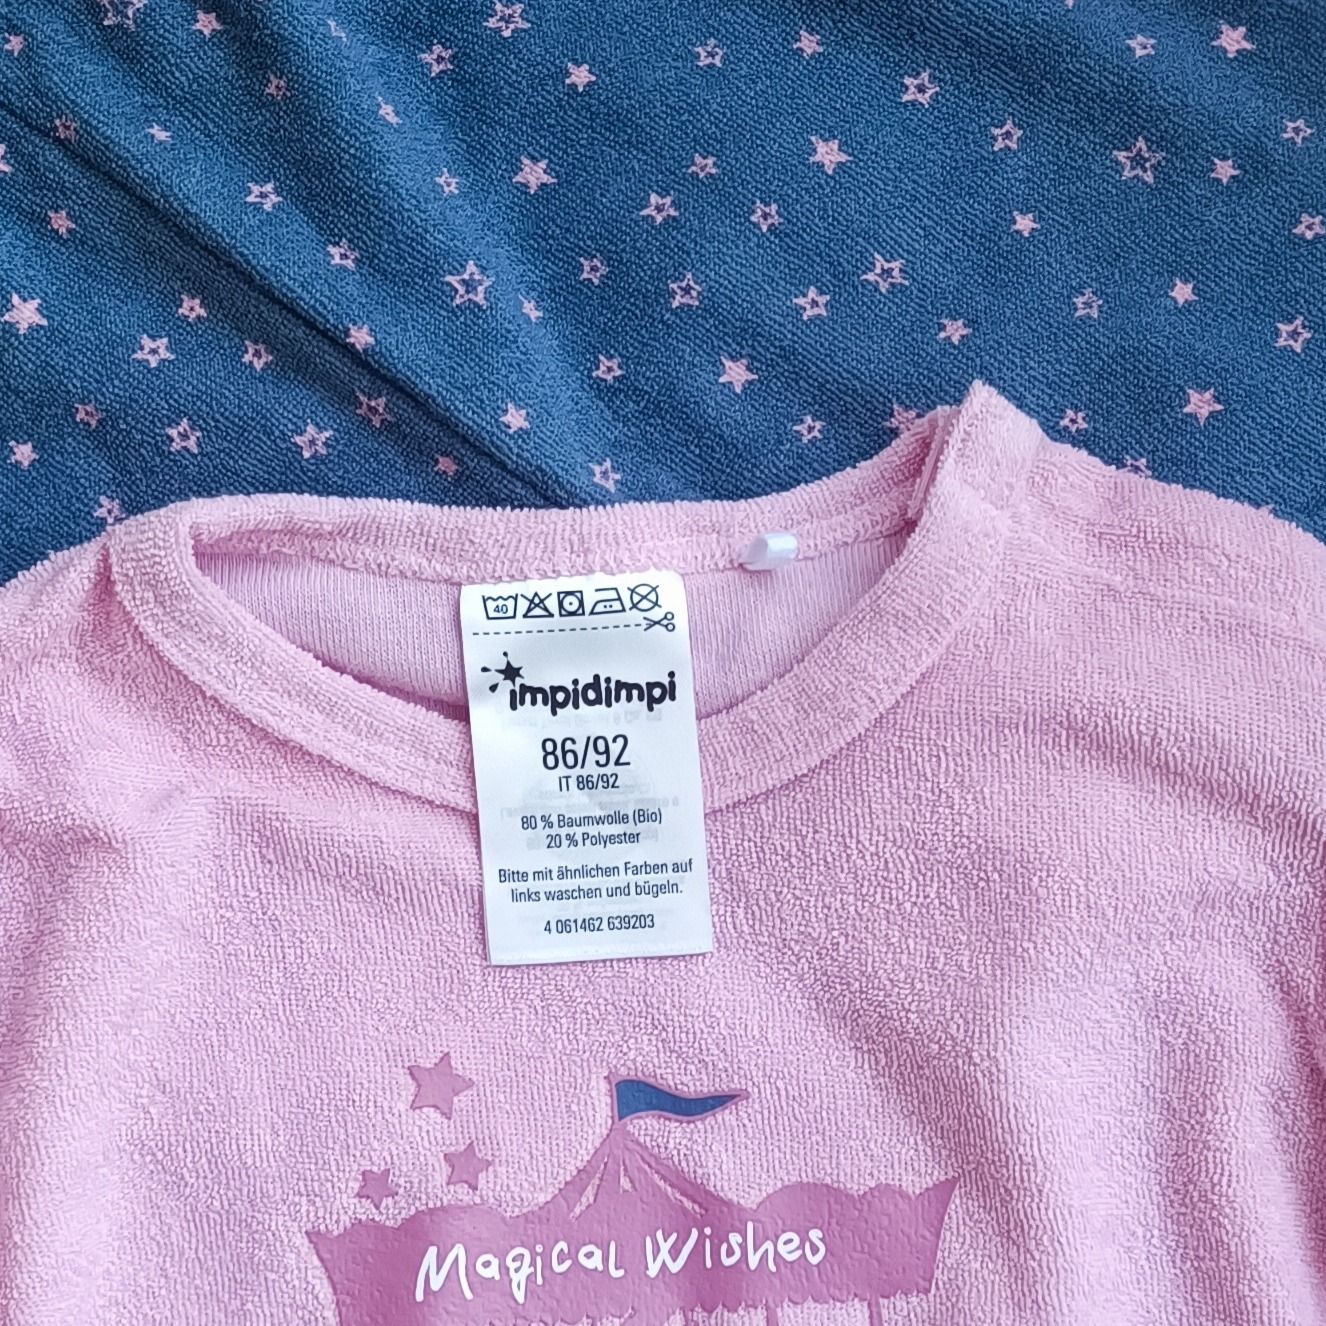 40
impidimpi
86/92
IT 86/92
80 % Baumwolle (Bio)
20 % Polyester
Bitte mit ähnlichen Farben auf
links waschen und bügeln.
4 061462 639203
Magical Wishes